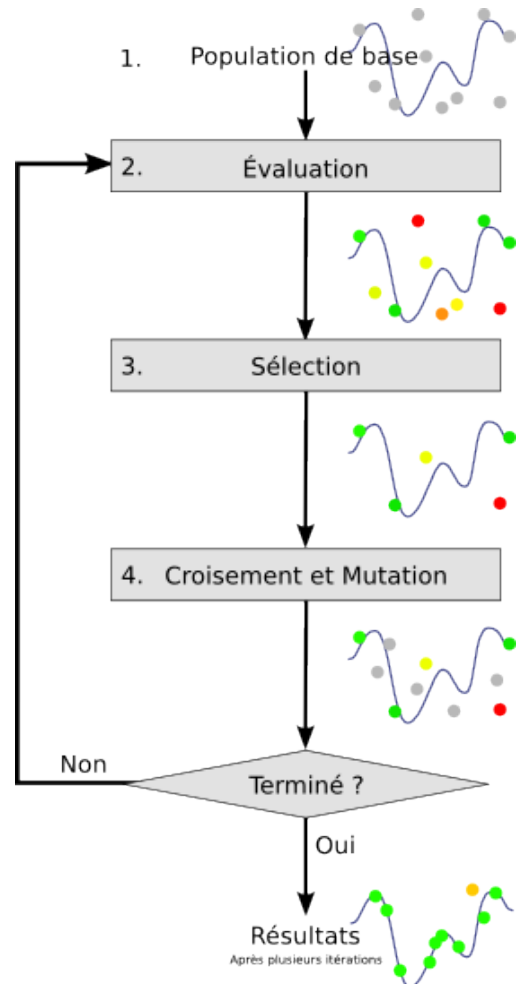 1. Population de base
2. Évaluation
3. Sélection
4. Croisement et Mutation
Terminé ?
Non
Oui
Résultats
Après plusieurs itérations